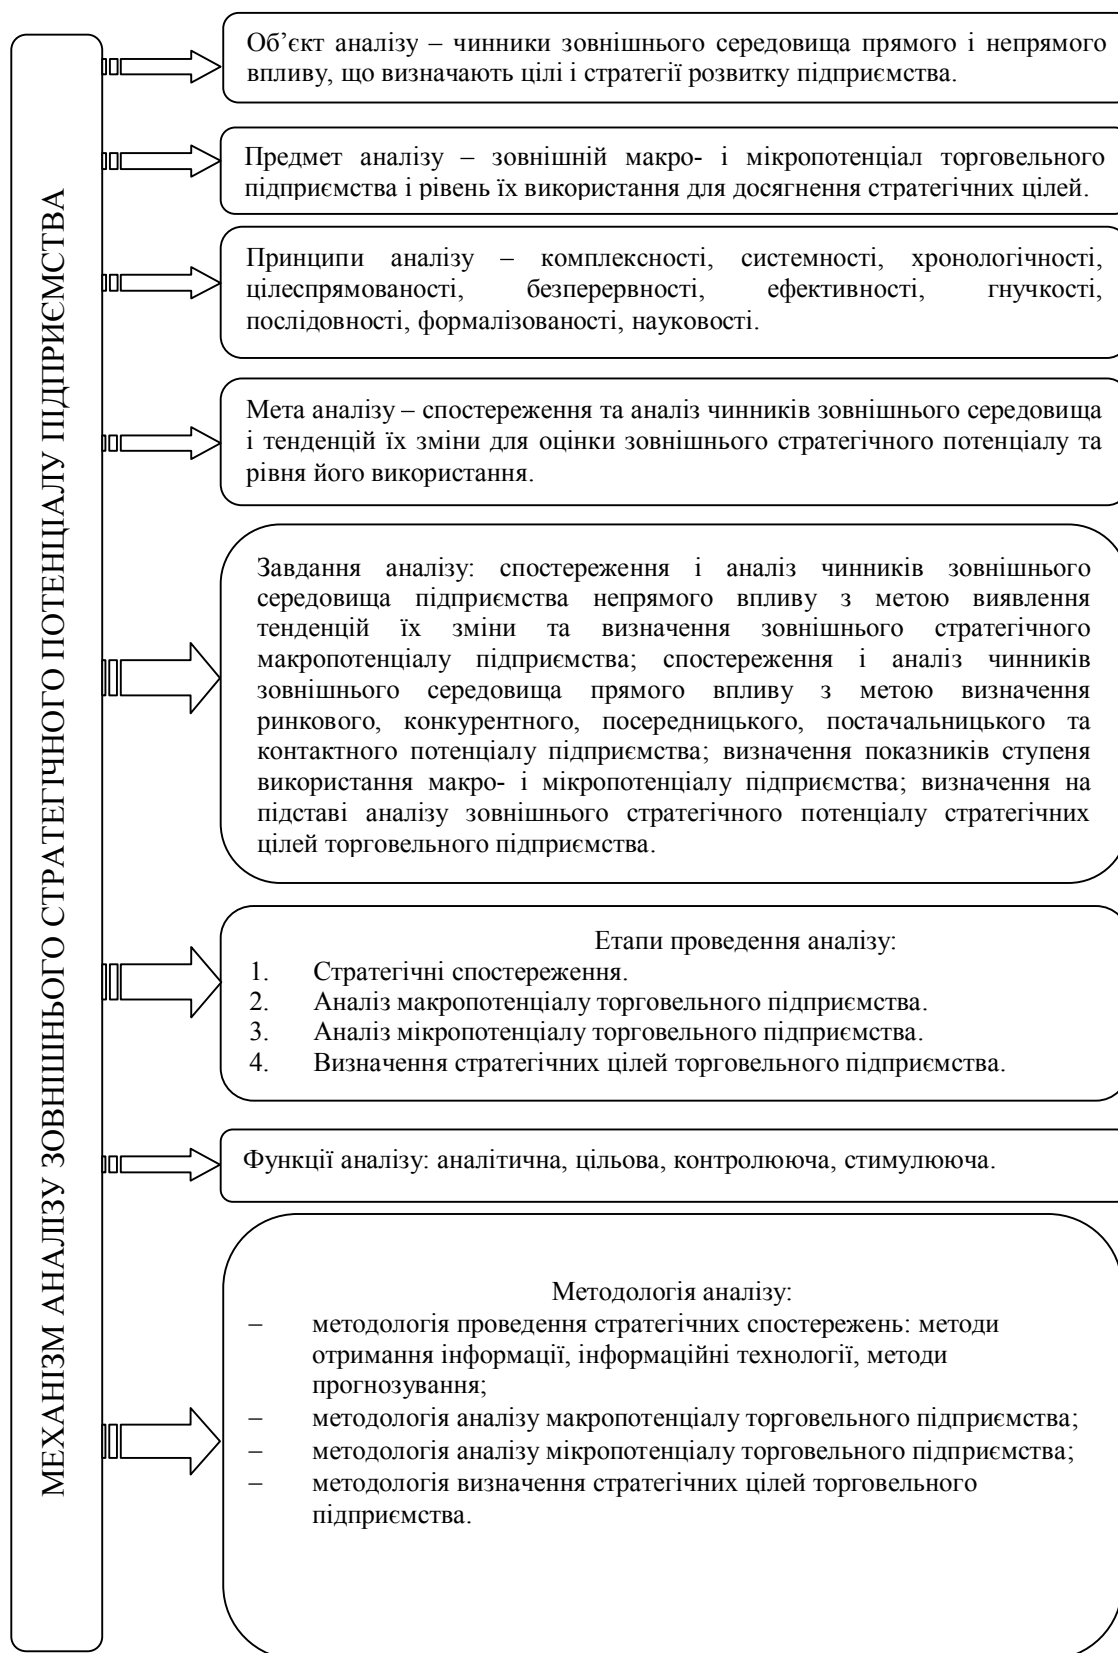 МЕХАНІЗМ АНАЛІЗУ ЗОВНІШНЬОГО СТРАТЕГІЧНОГО ПОТЕНЦІАЛУ ПІДПРИЄМСТВА
Об’єкт аналізу – чинники зовнішнього середовища прямого і непрямого
впливу, що визначають цілі і стратегії розвитку підприємства.
Предмет аналізу – зовнішній макро- і мікропотенціал торговельного
підприємства і рівень їх використання для досягнення стратегічних цілей.
Принципи аналізу – комплексності, системності, хронологічності,
цілеспрямованості, безперервності, ефективності, гнучкості,
послідовності, формалізованості, науковості.
Мета аналізу – спостереження та аналіз чинників зовнішнього середовища
і тенденцій їх зміни для оцінки зовнішнього стратегічного потенціалу та
рівня його використання.
Завдання аналізу: спостереження і аналіз чинників зовнішнього
середовища підприємства непрямого впливу з метою виявлення
тенденцій їх зміни та визначення зовнішнього стратегічного
макропотенціалу підприємства; спостереження і аналіз чинників
зовнішнього середовища прямого впливу з метою визначення
ринкового, конкурентного, посередницького, постачальницького та
контактного потенціалу підприємства; визначення показників ступеня
використання макро- і мікропотенціалу підприємства; визначення на
підставі аналізу зовнішнього стратегічного потенціалу стратегічних
цілей торговельного підприємства.
Етапи проведення аналізу:
1. Стратегічні спостереження.
2. Аналіз макропотенціалу торговельного підприємства.
3. Аналіз мікропотенціалу торговельного підприємства.
4. Визначення стратегічних цілей торговельного підприємства.
Функції аналізу: аналітична, цільова, контролююча, стимулююча.
Методологія аналізу:
– методологія проведення стратегічних спостережень: методи
отримання інформації, інформаційні технології, методи
прогнозування;
– методологія аналізу макропотенціалу торговельного підприємства;
– методологія аналізу мікропотенціалу торговельного підприємства;
– методологія визначення стратегічних цілей торговельного
підприємства.